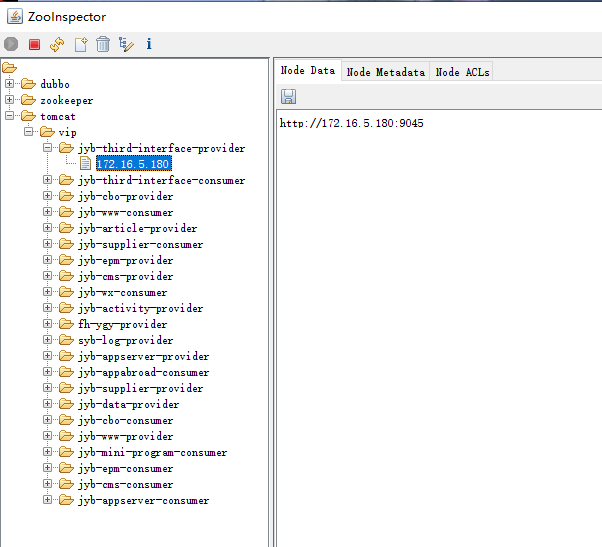 ZooInspector
dubbo
zookeeper
tomcat
vip
jyb-third-interface-provider
172.16.5.180
jyb-third-interface-consumer
jyb-cbo-provider
jyb-www-consumer
jyb-article-provider
jyb-supplier-consumer
jyb-epm-provider
jyb-cms-provider
jyb-wx-consumer
jyb-activity-provider
fh-ygy-provider
syb-log-provider
jyb-appserver-provider
jyb-appabroad-consumer
jyb-supplier-provider
jyb-data-provider
jyb-cbo-consumer
jyb-www-provider
jyb-mini-program-consumer
jyb-epm-consumer
jyb-cms-consumer
jyb-appserver-consumer
Node Data Node Metadata Node ACLs
http://172.16.5.180:9045